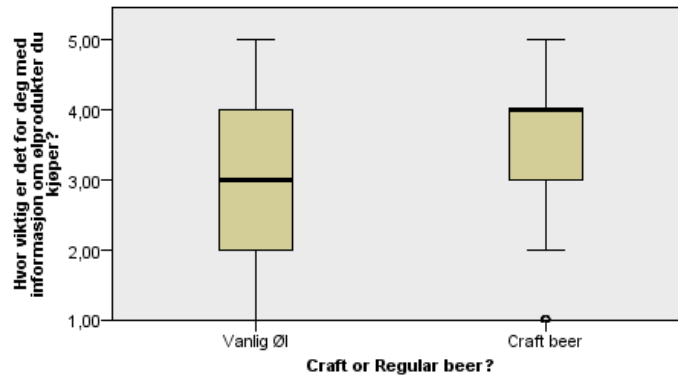 Hvor viktig er det for deg med
informasjon om ølprodukter du
kjøper?
5,00
4,00
3,00
2,00
1,00
Vanlig Øl
Craft beer
Craft or Regular beer?